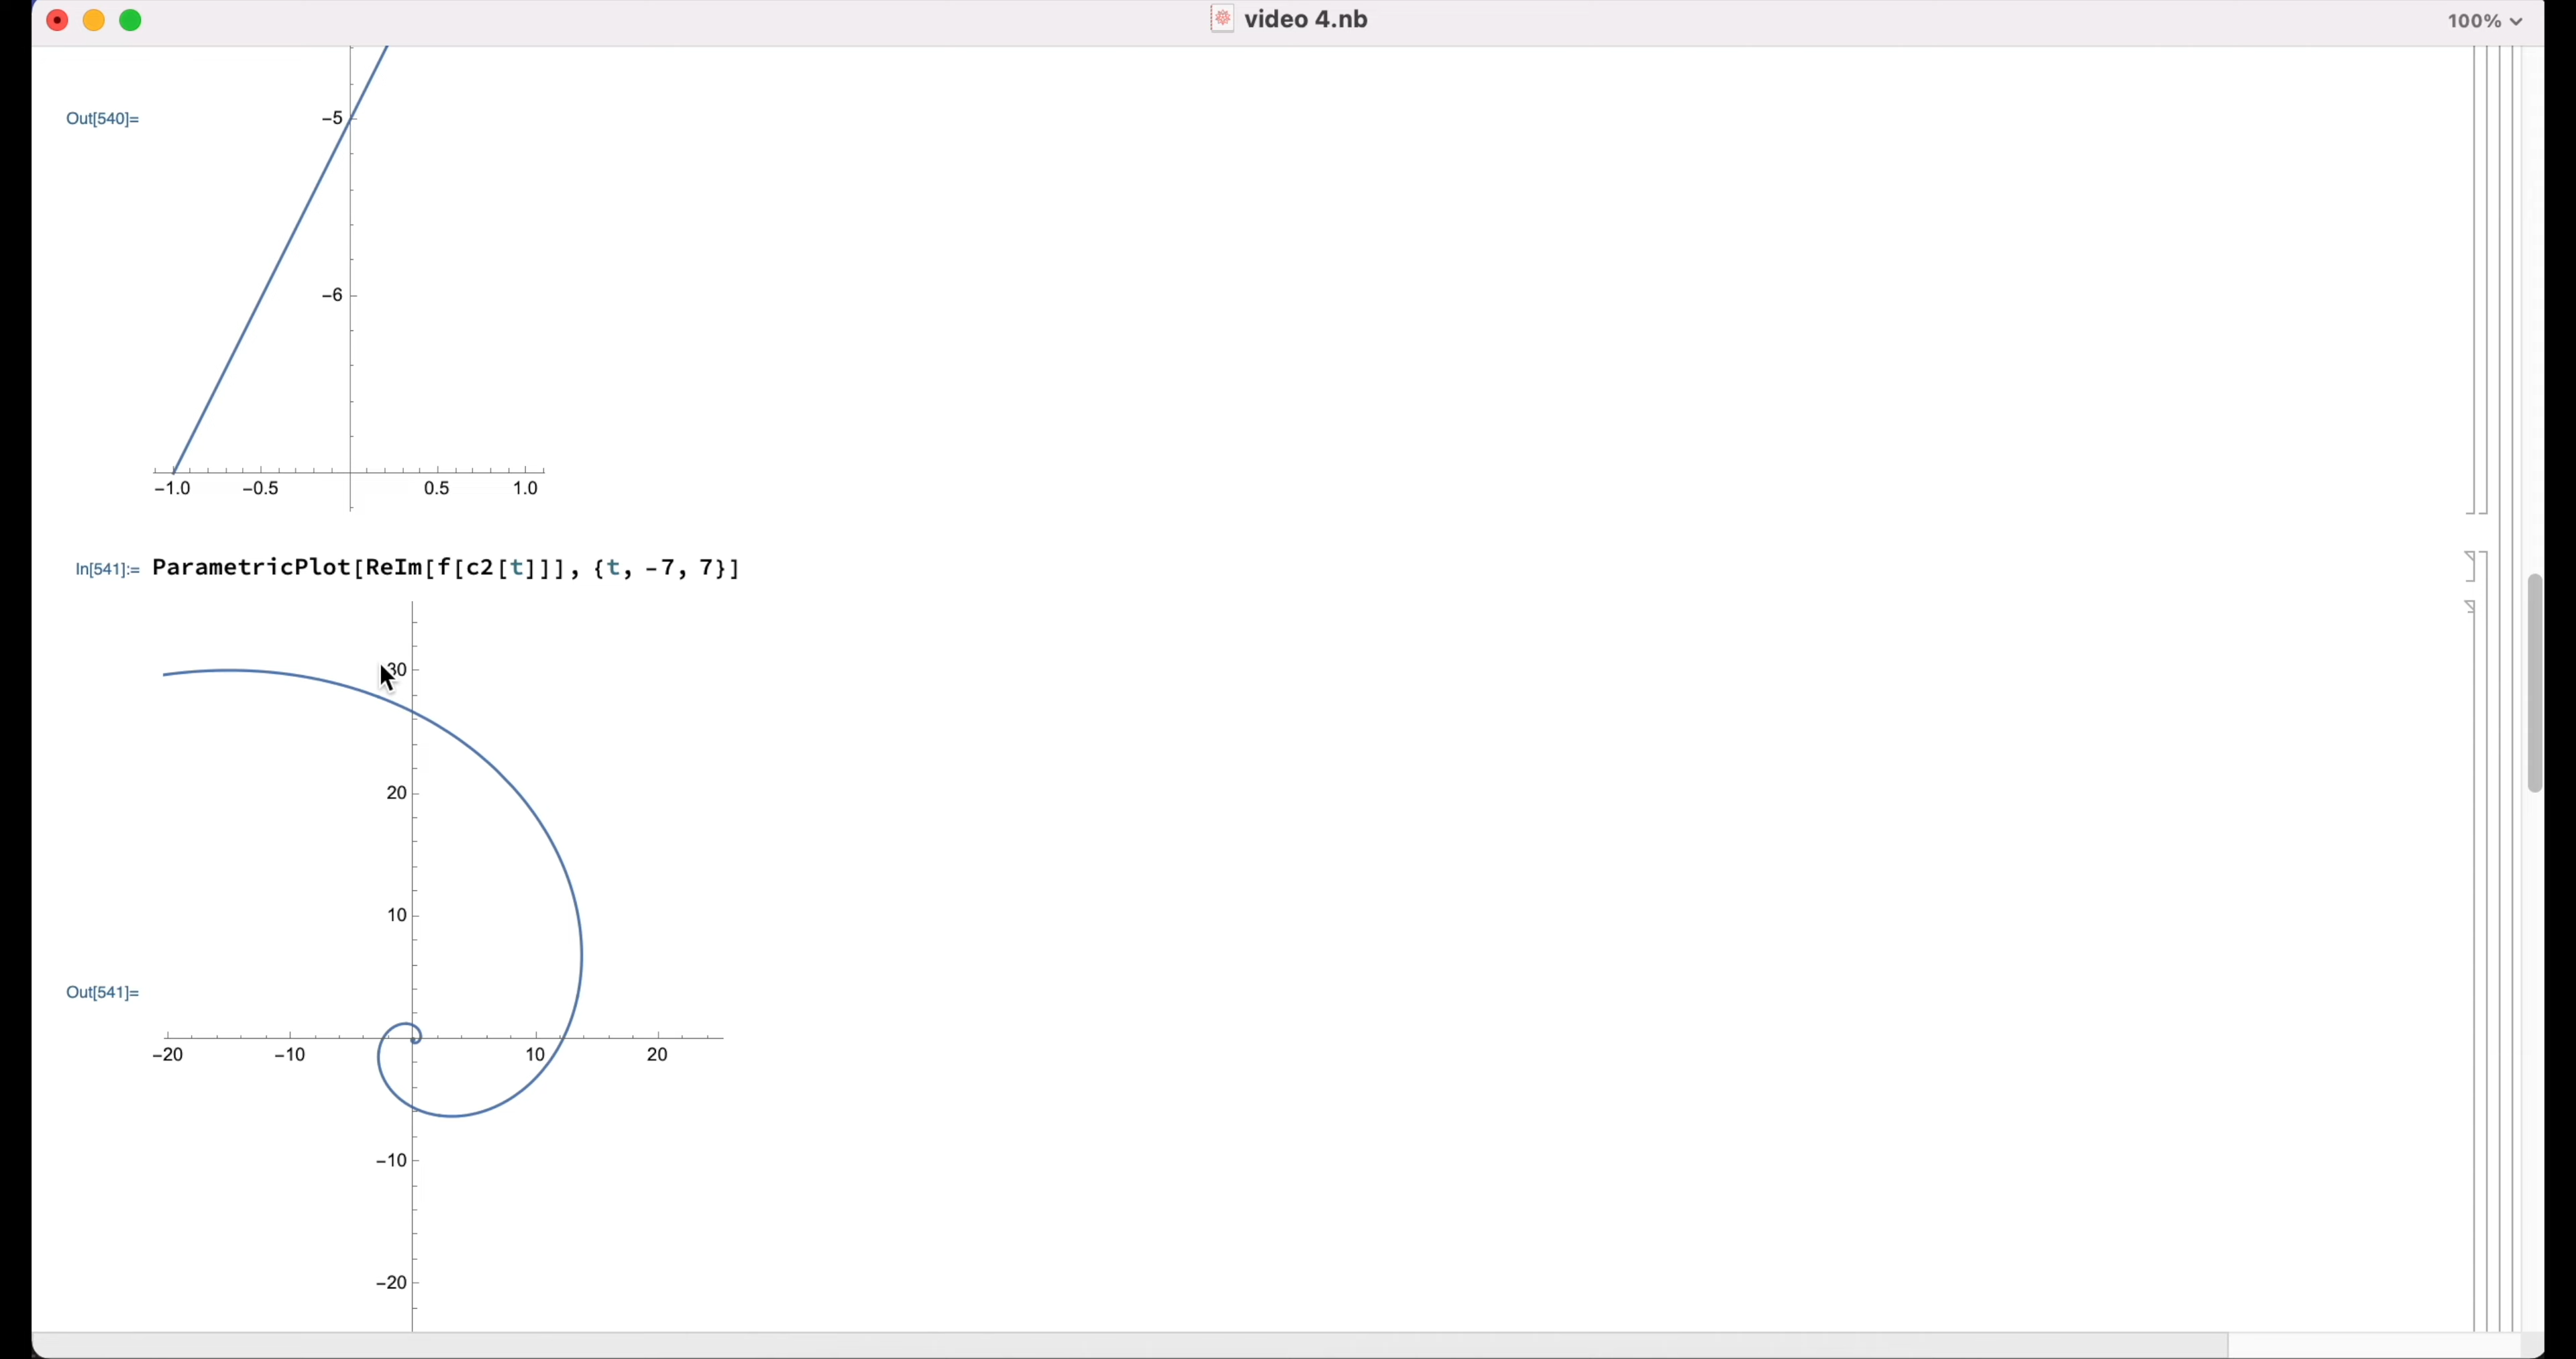 video 4.nb
100%
Out[540]=
-5
-6
-1.0 -0.5 0.5 1.0
In[541]:= ParametricPlot[ReIm[f[c2[t]]], {t, -7, 7}]
30
20
10
Out[541]=
-20 -10 10 20
-10
-20